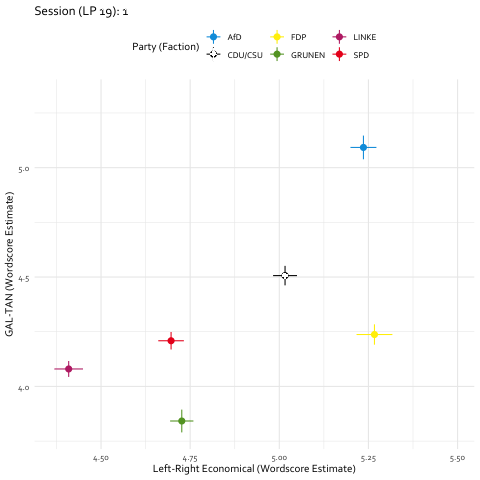 Session (LP 19): 1
Party (Faction)
AfD
FDP
LINKE
CDU/CSU
GRUNEN
SPD
GAL-TAN (Wordscore Estimate)
5.0
4.5
4.0
4.50
4.75
5.00
5.25
5.50
Left-Right Economical (Wordscore Estimate)